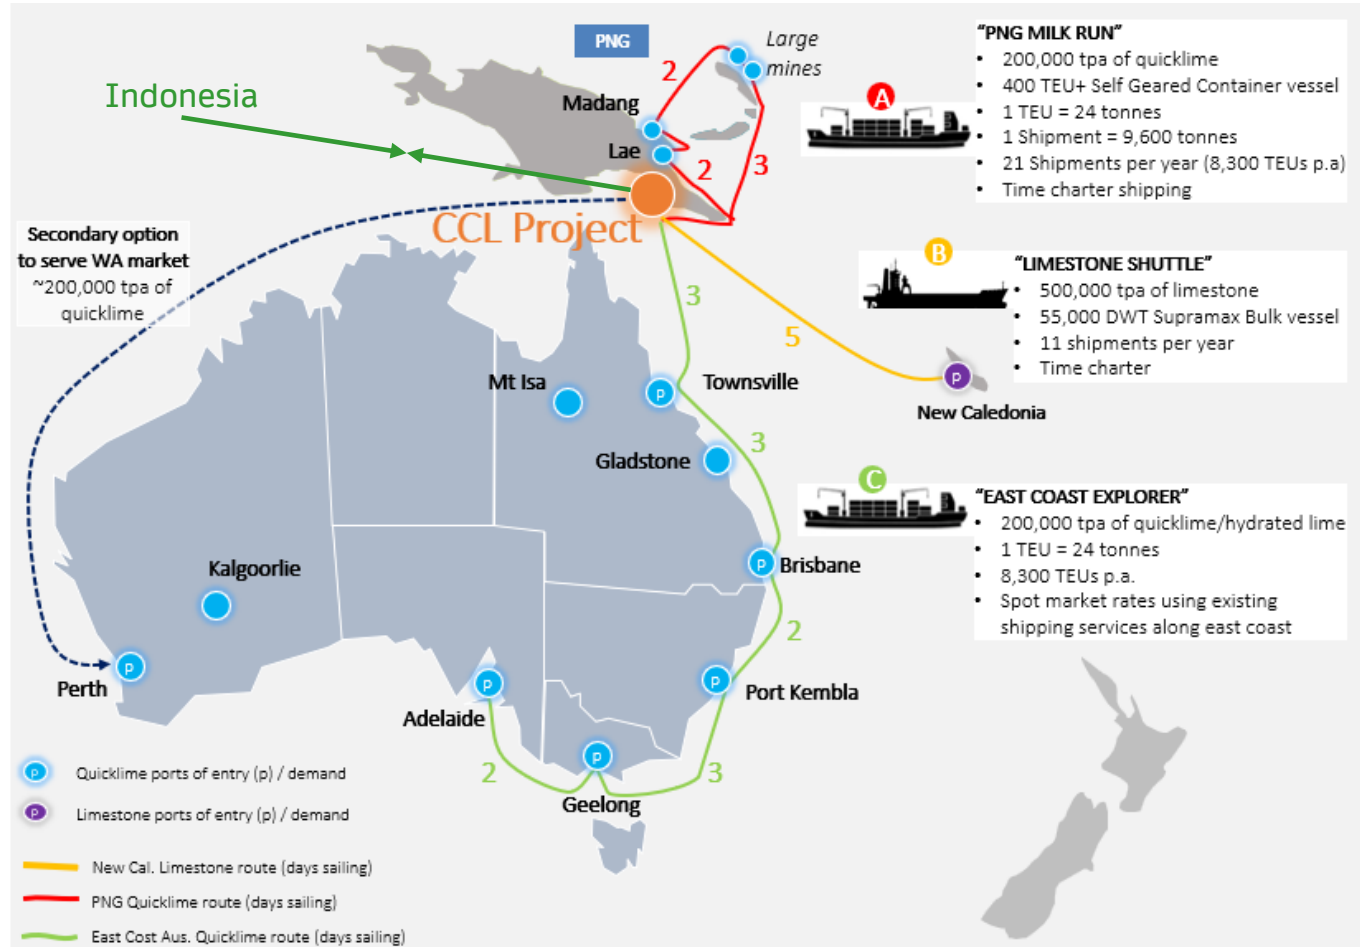 PNG
Large
mines
Indonesia
Madang
Lae
2
2
3
CCL Project
A
"PNG MILK RUN"
• 200,000 tpa of quicklime
• 400 TEU+ Self Geared Container vessel
• 1 TEU = 24 tonnes
• 1 Shipment = 9,600 tonnes
• 21 Shipments per year (8,300 TEUs p.a)
• Time charter shipping
Secondary option
to serve WA market
~200,000 tpa of
quicklime
B
"LIMESTONE SHUTTLE"
• 500,000 tpa of limestone
• 55,000 DWT Supramax Bulk vessel
• 11 shipments per year
• Time charter
3
5
p
New Caledonia
Mt Isa
p
Townsville
3
Gladstone
C
"EAST COAST EXPLORER"
• 200,000 tpa of quicklime/hydrated lime
• 1 TEU = 24 tonnes
• 8,300 TEUs p.a.
• Spot market rates using existing
shipping services along east coast
p
Brisbane
Kalgoorlie
2
p
Perth
p
Adelaide
p
Port Kembla
2
p
Geelong
3
p
Quicklime ports of entry (p) / demand
p
Limestone ports of entry (p) / demand
New Cal. Limestone route (days sailing)
PNG Quicklime route (days sailing)
East Cost Aus. Quicklime route (days sailing)